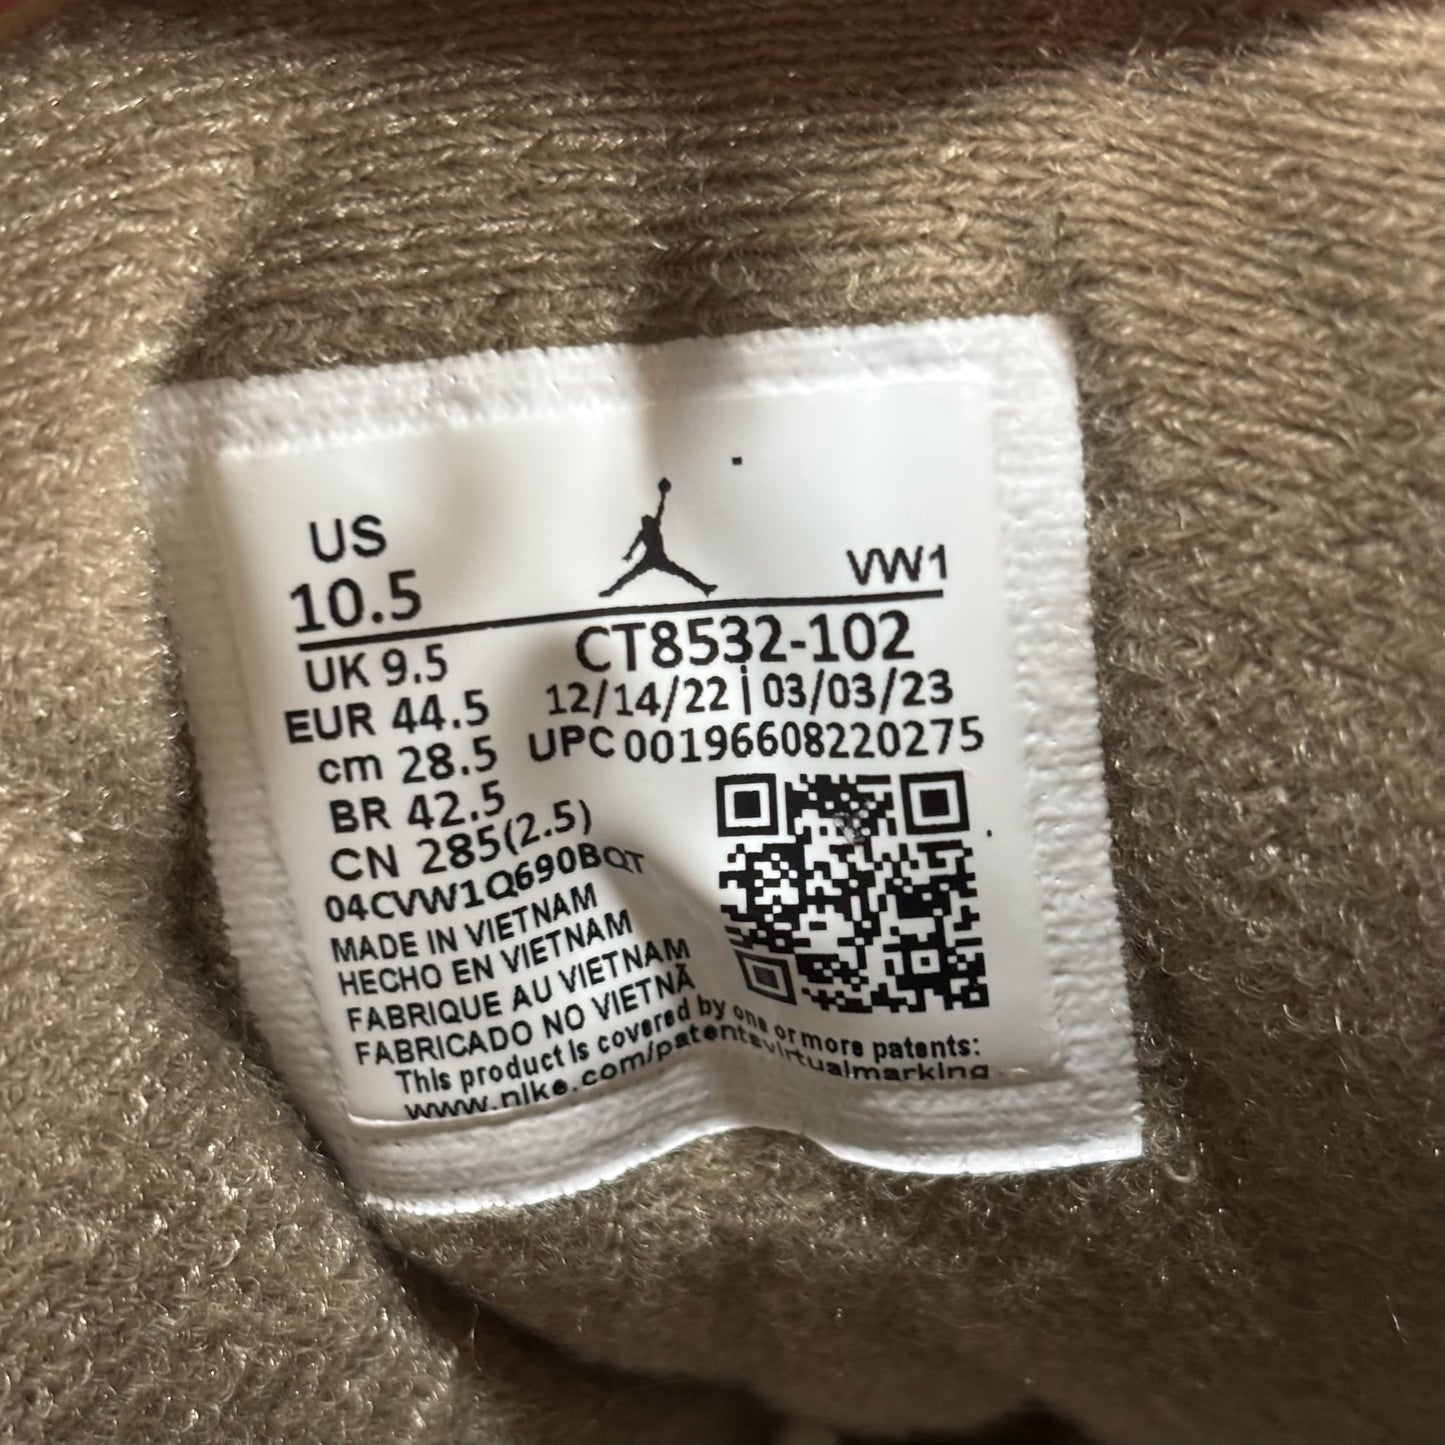 US
10.5
VW1
UK 9.5
CT8532-102
EUR 44.5
12/14/22 | 03/03/23
cm 28.5
UPC 00196608220275
BR 42.5
CN 285(2.5)
04CVW1Q690BQT
MADE IN VIETNAM
HECHO EN VIETNAM
FABRIQUE AU VIETNAM
FABRICADO NO VIETNÃ
This product is covered by one or more patents:
www.nike.com/patentsvirtualmarking